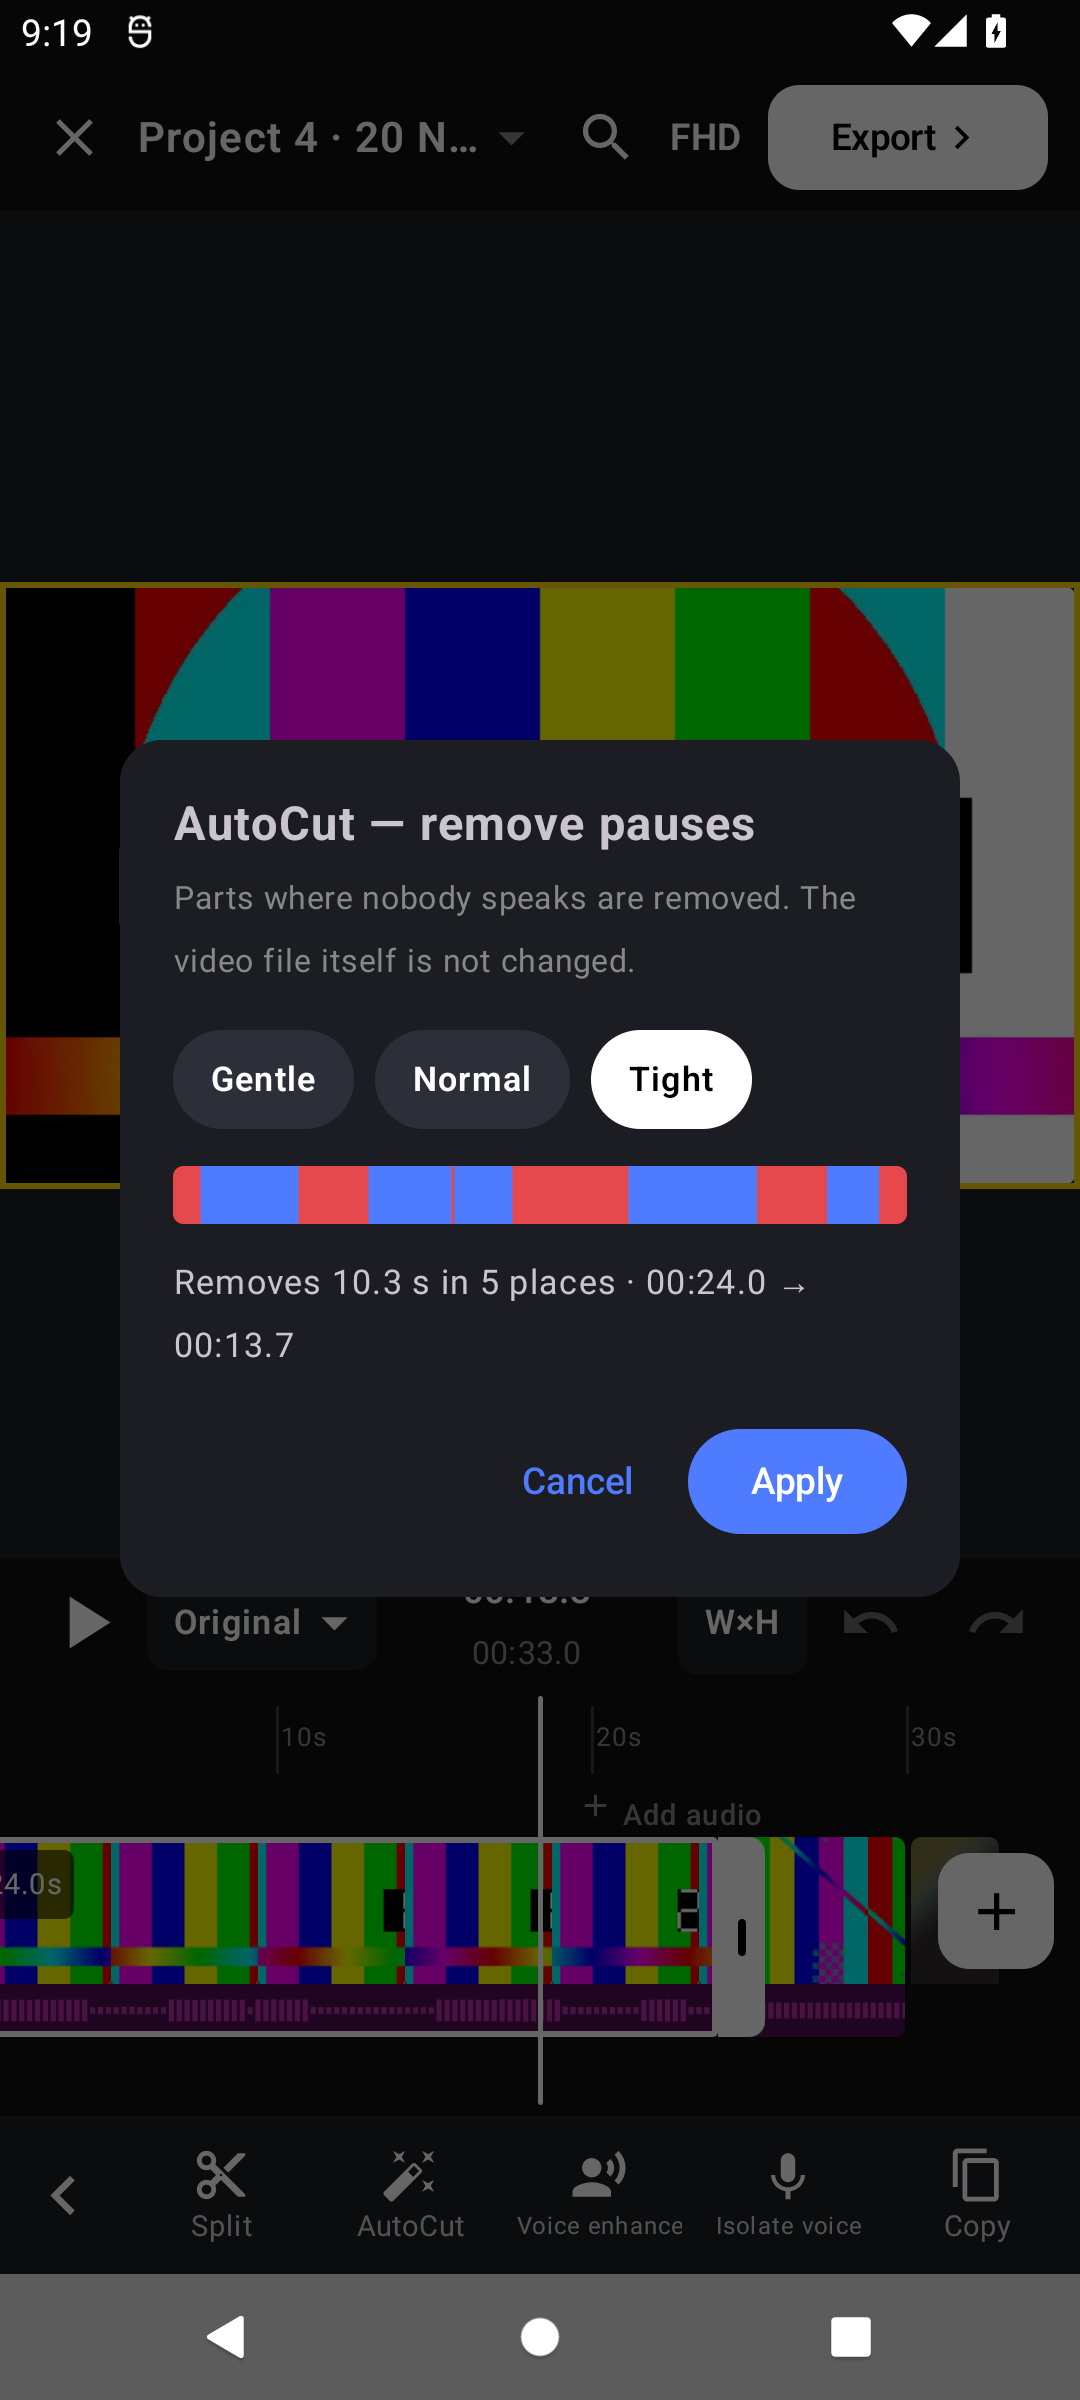 9:19
Project 4 · 20 N…
FHD
Export
AutoCut — remove pauses
Parts where nobody speaks are removed. The
video file itself is not changed.
Gentle
Normal
Tight
Removes 10.3 s in 5 places · 00:24.0 →
00:13.7
Cancel
Apply
Original
00:33.0
W×H
10s
20s
30s
+ Add audio
4.0s
Split
AutoCut
Voice enhance
Isolate voice
Copy